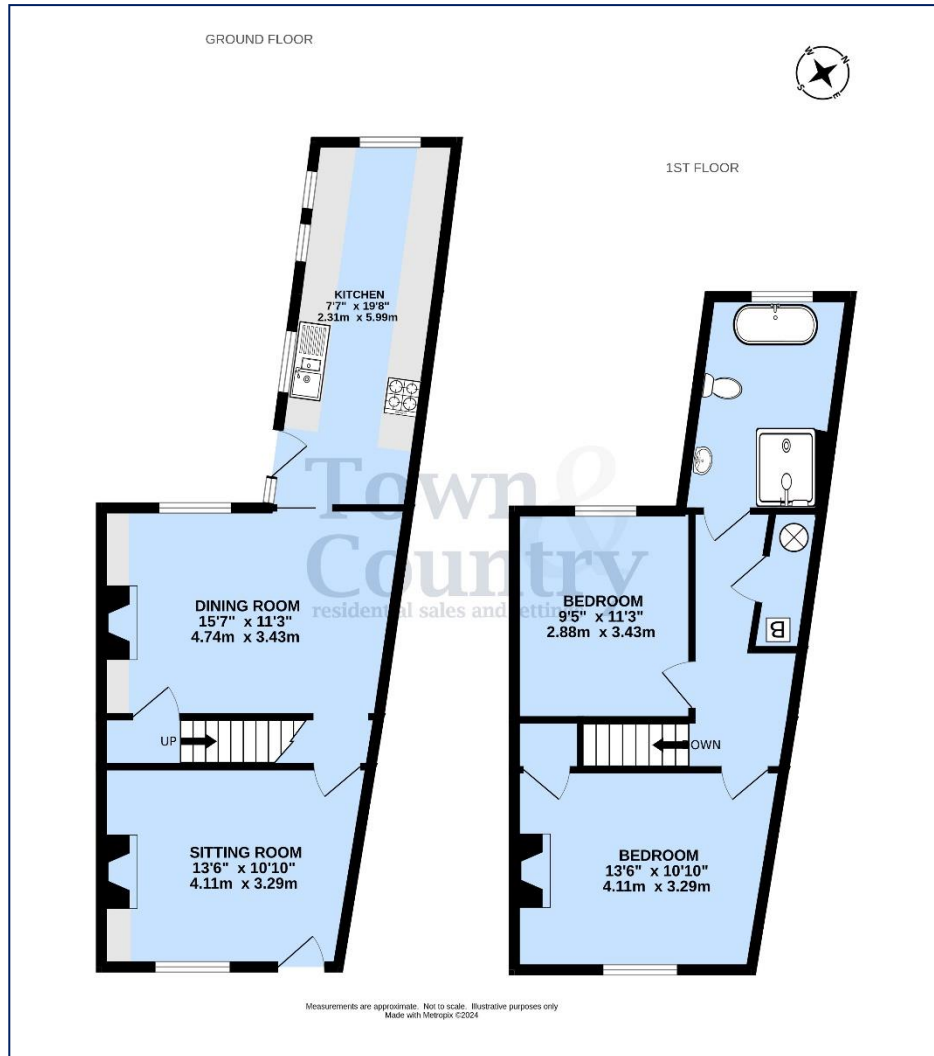 GROUND FLOOR
W
N
S
E
1ST FLOOR
KITCHEN
7'7" x 19'8"
2.31m x 5.99m
Town &
Country
residential sales and lettings
DINING ROOM
15'7" x 11'3"
4.74m x 3.43m
BEDROOM
9'5" x 11'3"
2.88m x 3.43m
B
UP
OWN
SITTING ROOM
13'6" x 10'10"
4.11m x 3.29m
BEDROOM
13'6" x 10'10"
4.11m x 3.29m
Measurements are approximate. Not to scale. Illustrative purposes only
Made with Metropix ©2024